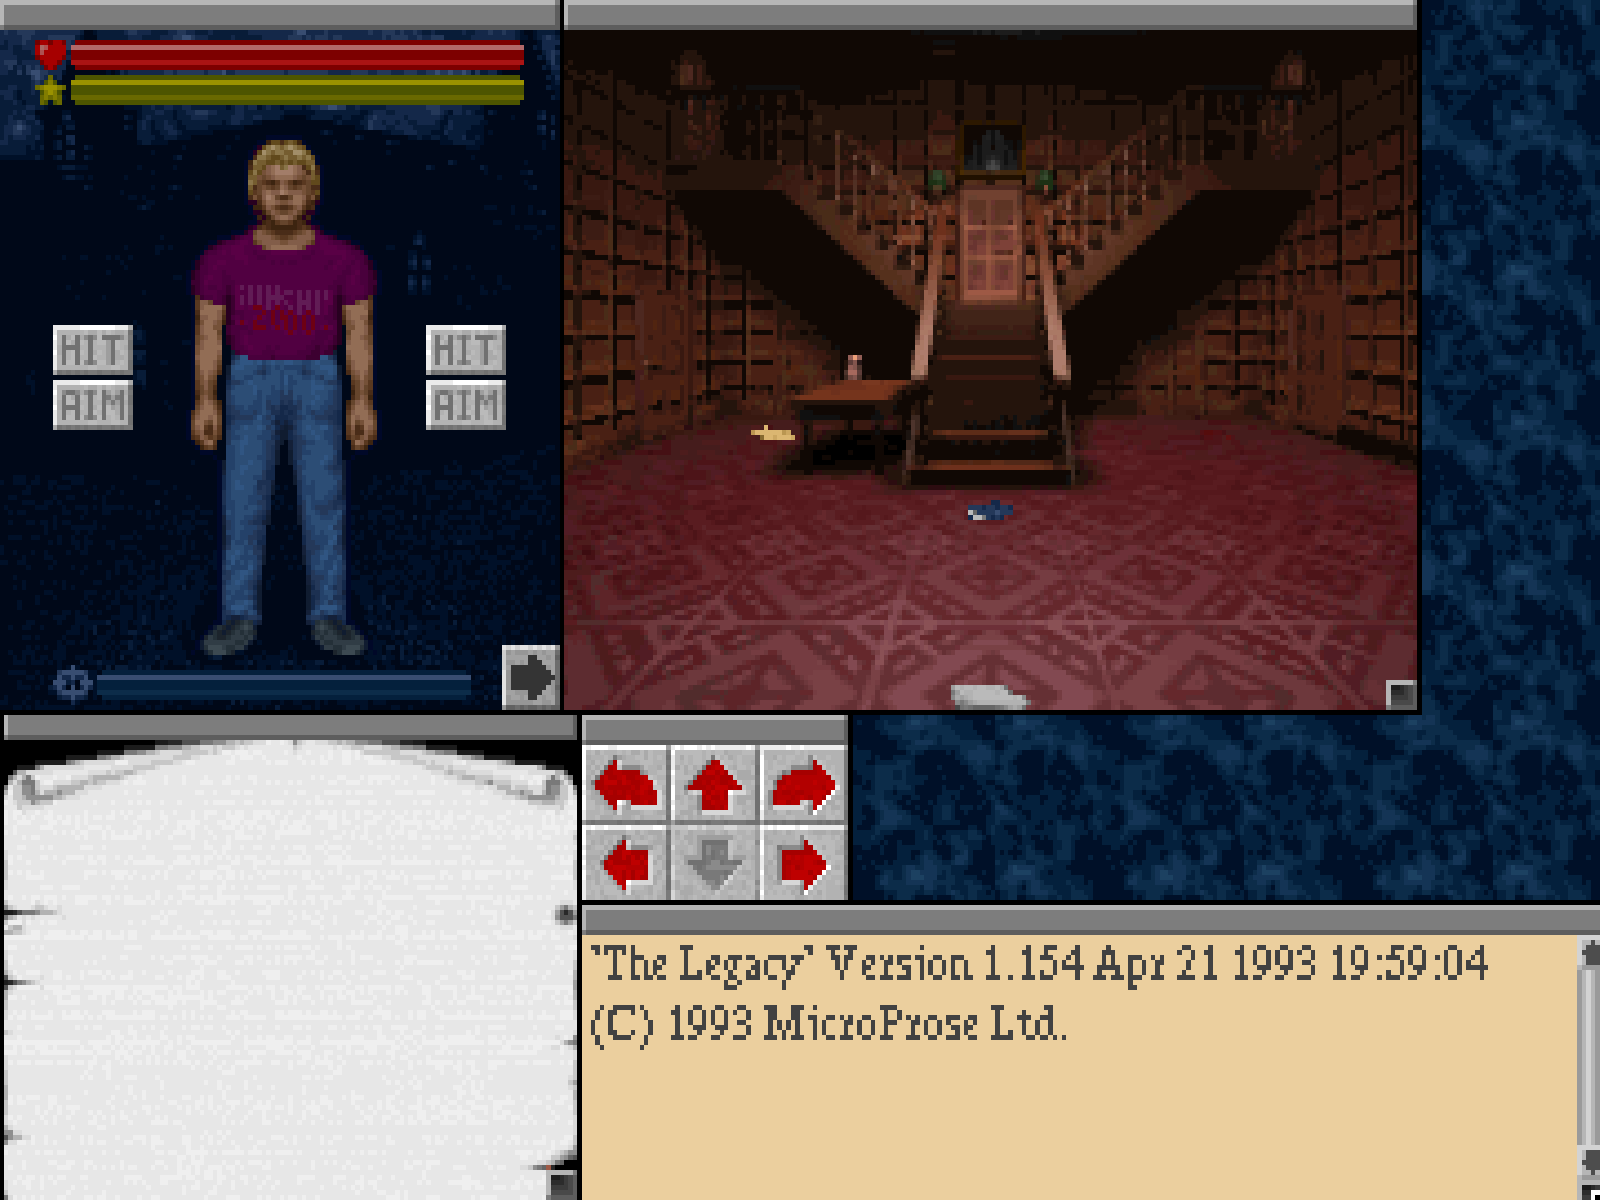 HIT
AIM
HIT
AIM
'The Legacy' Version 1.154 Apr 21 1993 19:59:04
(C) 1993 MicroProse Ltd.